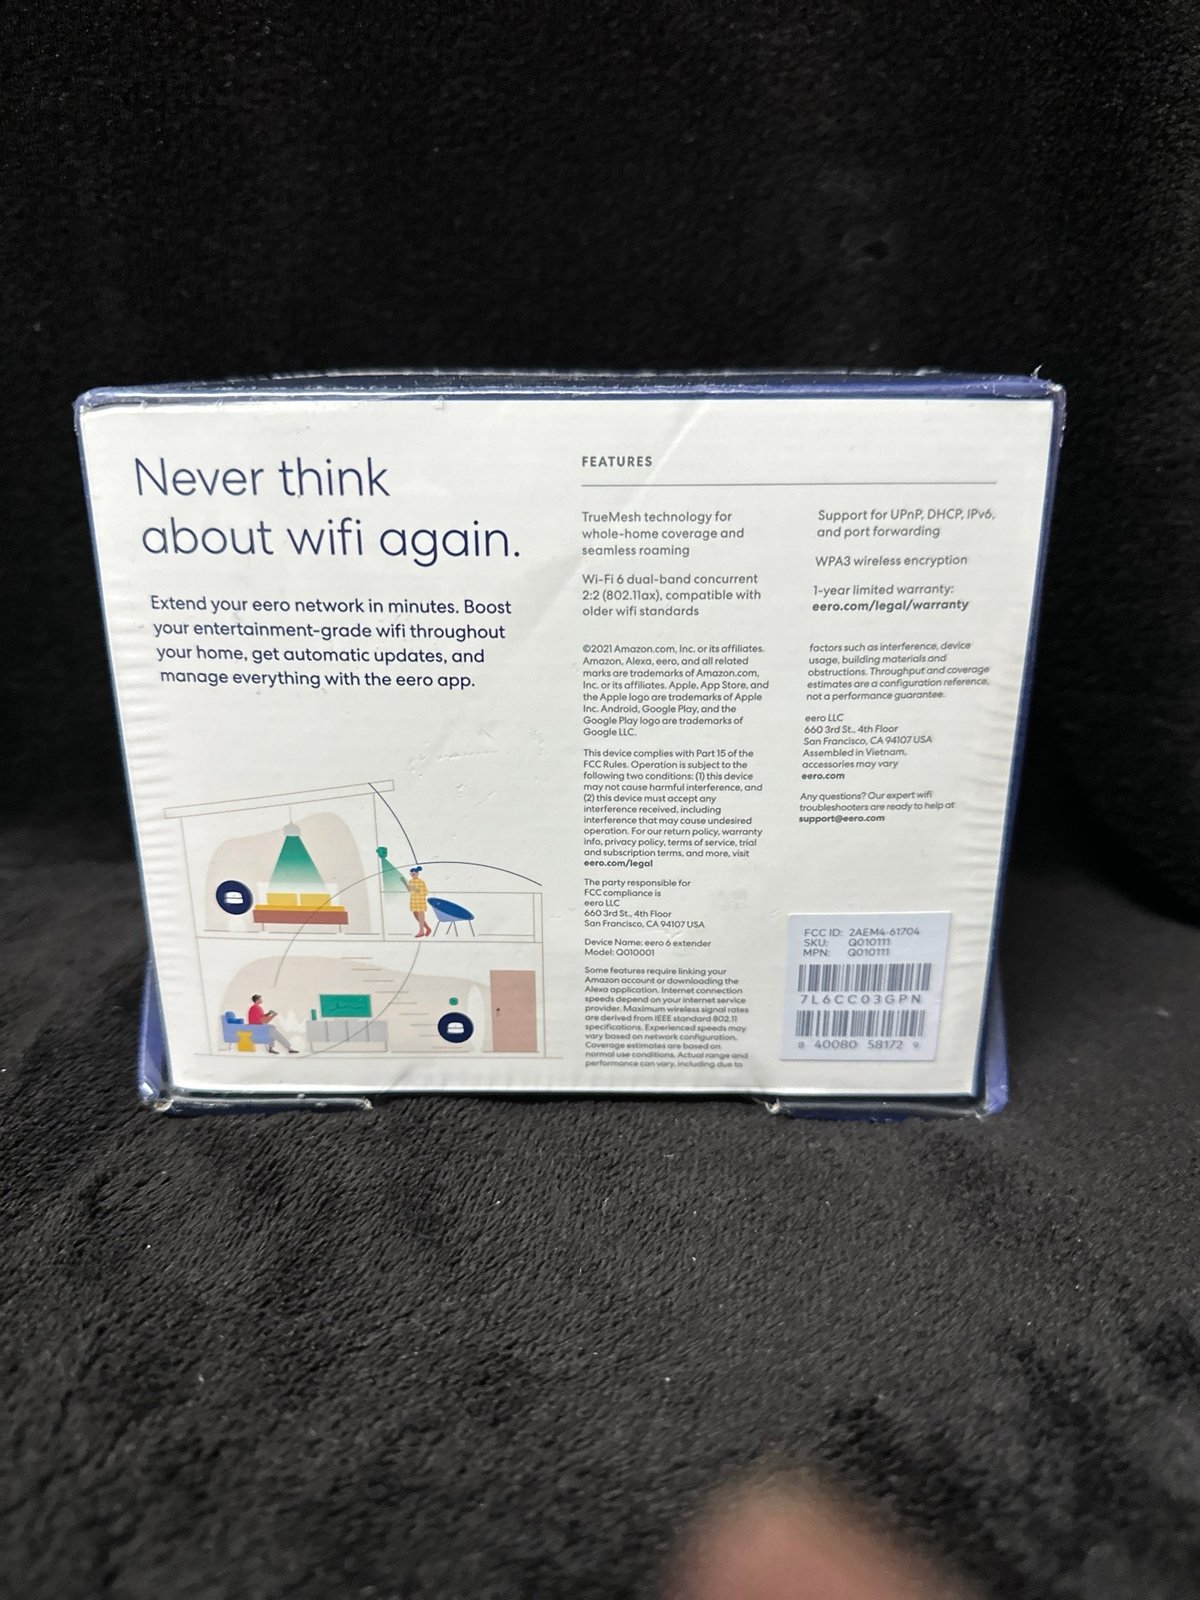 Never think
about wifi again.
Extend your eero network in minutes. Boost
your entertainment-grade wifi throughout
your home, get automatic updates, and
manage everything with the eero app.
FEATURES
TrueMesh technology for
whole-home coverage and
seamless roaming
Wi-Fi 6 dual-band concurrent
2:2 (802.11ax), compatible with
older wifi standards
Support for UPnP, DHCP, IPv6,
and port forwarding
WPA3 wireless encryption
1-year limited warranty:
eero.com/legal/warranty
©2021 Amazon.com, Inc. or its affiliates.
Amazon, Alexa, eero, and all related
marks are trademarks of Amazon.com,
Inc. or its affiliates. Apple, App Store, and
the Apple logo are trademarks of Apple
Inc. Android, Google Play, and the
Google Play logo are trademarks of
Google LLC.
This device complies with Part 15 of the
FCC Rules. Operation is subject to the
following two conditions: (1) this device
may not cause harmful interference, and
(2) this device must accept any
interference received, including
interference that may cause undesired
operation. For our return policy, warranty
info, privacy policy, terms of service, trial
and subscription terms, and more, visit
eero.com/legal
The party responsible for
FCC compliance is
eero LLC
660 3rd St., 4th Floor
San Francisco, CA 94107 USA
Device Name: eero 6 extender
Model: Q010001
Some features require linking your
Amazon account or downloading the
Alexa application. Internet connection
speeds depend on your internet service
provider. Maximum wireless signal rates
are derived from IEEE standard 802.11
specifications. Experienced speeds may
vary based on network configuration.
Coverage estimates are based on
normal use conditions. Actual range and
performance can vary, including due to
factors such as interference, device
usage, building materials and
obstructions. Throughput and coverage
estimates are a configuration reference,
not a performance guarantee.
eero LLC
660 3rd St., 4th Floor
San Francisco, CA 94107 USA
Assembled in Vietnam,
accessories may vary
eero.com
Any questions? Our expert wifi
troubleshooters are ready to help at
support@eero.com
FCC ID: 2AEM4-61704
SKU: Q010111
MPN: Q010111
7L6CC03GPN
8 40080 58172 9